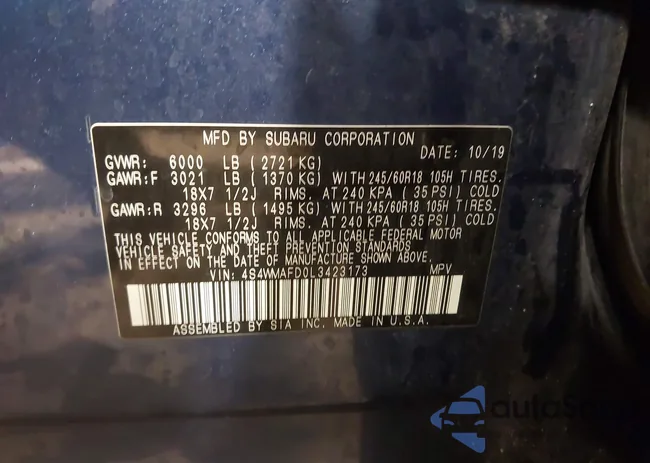 MFD BY SUBARU CORPORATION
DATE: 10/19
GVWR: 6000 LB (2721 KG)
GAWR:F 3021 LB (1370 KG) WITH 245/60R18 105H TIRES.
18X7 1/2J RIMS. AT 240 KPA (35 PSI) COLD
GAWR:R 3296 LB (1495 KG) WITH 245/60R18 105H TIRES.
18X7 1/2J RIMS. AT 240 KPA (35 PSI) COLD
THIS VEHICLE CONFORMS TO ALL APPLICABLE FEDERAL MOTOR
VEHICLE SAFETY AND THEFT PREVENTION STANDARDS IN
EFFECT ON THE DATE OF MANUFACTURE SHOWN ABOVE.
VIN: 4S4WMAFD0L3423173 MPV
ASSEMBLED BY SIA INC. MADE IN U.S.A.